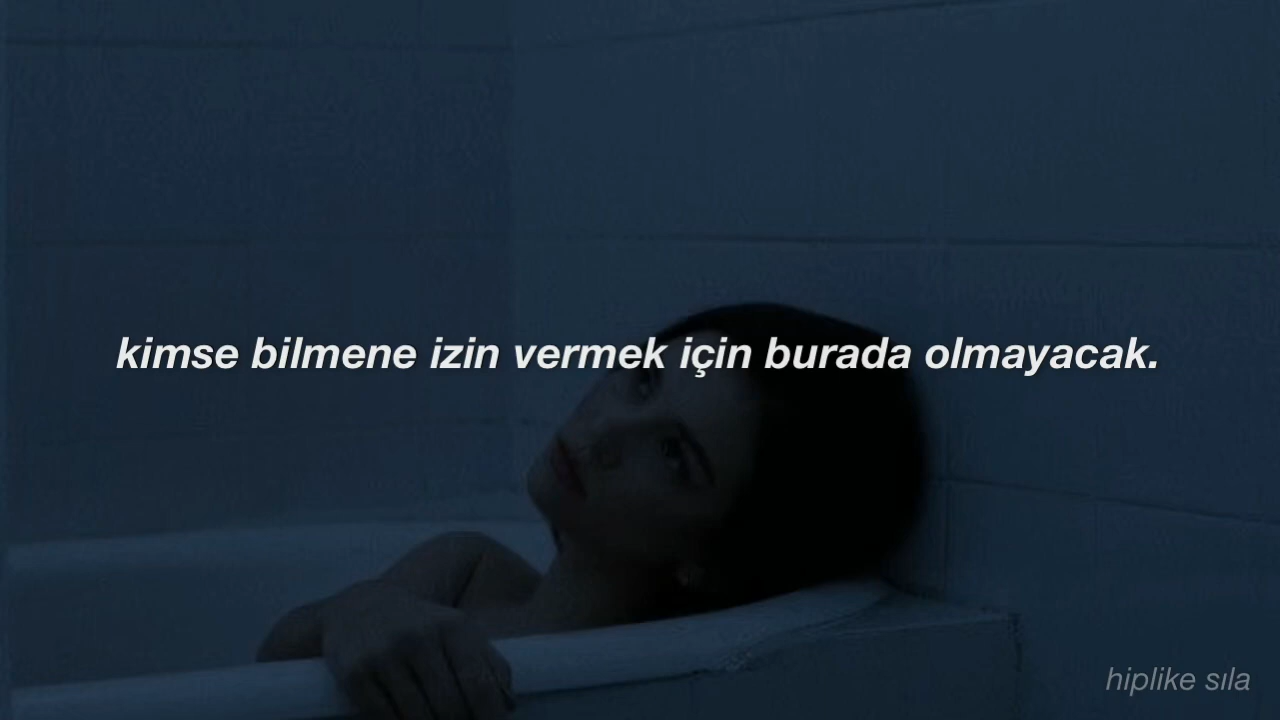 kimse bilmene izin vermek için burada olmayacak.
hiplike sıla